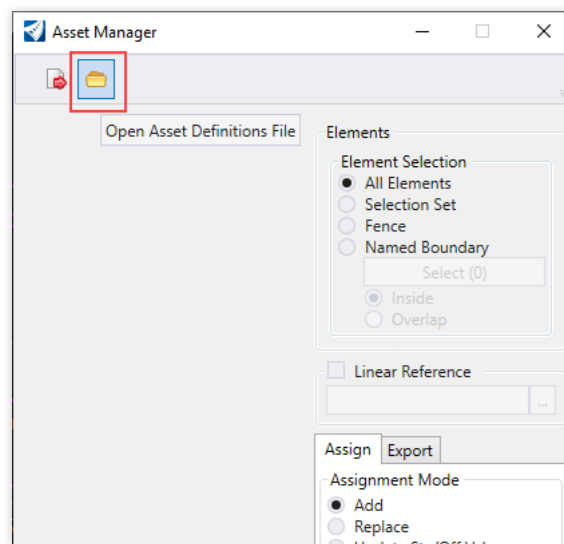 Asset Manager
Open Asset Definitions File
Elements
Element Selection
All Elements
Selection Set
Fence
Named Boundary
Select (0)
Inside
Overlap
Linear Reference
...
Assign
Export
Assignment Mode
Add
Replace